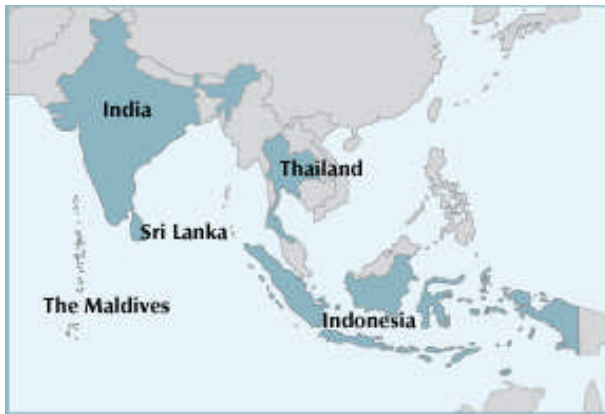 India
Thailand
Sri Lanka
The Maldives
Indonesia